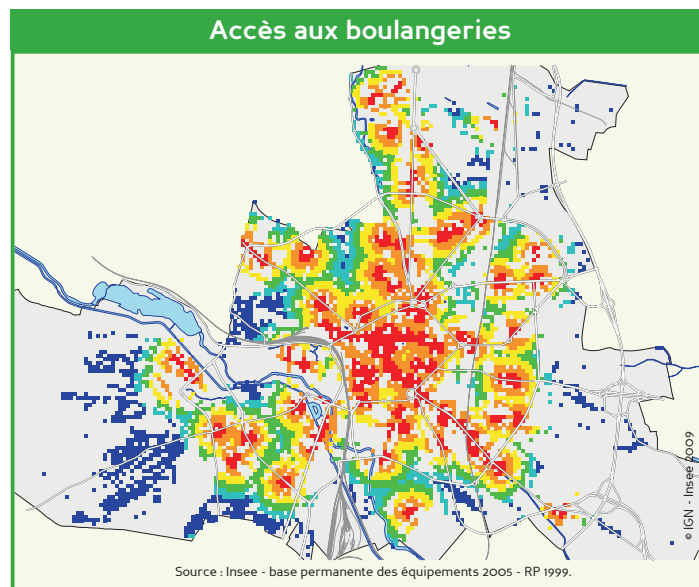 Accès aux boulangeries
© IGN - Insee 2009
Source : Insee - base permanente des équipements 2005 - RP 1999.